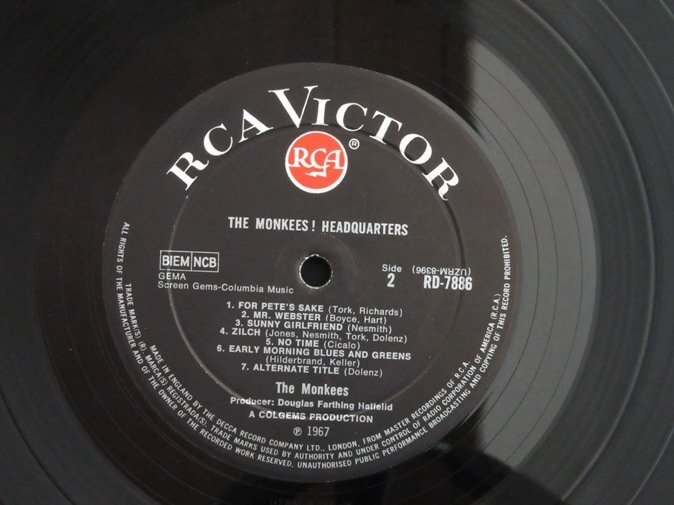 RCA VICTOR
RCA ®
THE MONKEES! HEADQUARTERS
BIEM NCB
GEMA
Screen Gems-Columbia Music
Side
2
(UZRM-8396)
RD-7886
1. FOR PETE'S SAKE (Tork, Richards)
2. MR. WEBSTER (Boyce, Hart)
3. SUNNY GIRLFRIEND (Nesmith)
4. ZILCH (Jones, Nesmith, Tork, Dolenz)
5. NO TIME (Cicalo)
6. EARLY MORNING BLUES AND GREENS
(Hilderbrand, Keller)
7. ALTERNATE TITLE (Dolenz)
The Monkees
Producer: Douglas Farthing Hatlelid
A COLGEMS PRODUCTION
℗ 1967
MADE IN ENGLAND BY THE DECCA RECORD COMPANY LTD., LONDON, FROM MASTER RECORDINGS OF R.C.A.
TRADE MARK(S) (R), MARCA(S) REGISTRADA(S) TRADE MARKS USED BY AUTHORITY AND UNDER CONTROL OF RADIO CORPORATION OF AMERICA (R.C.A.)
ALL RIGHTS OF THE MANUFACTURER AND OF THE OWNER OF THE RECORDED WORK RESERVED. UNAUTHORISED PUBLIC PERFORMANCE BROADCASTING AND COPYING OF THIS RECORD PROHIBITED.